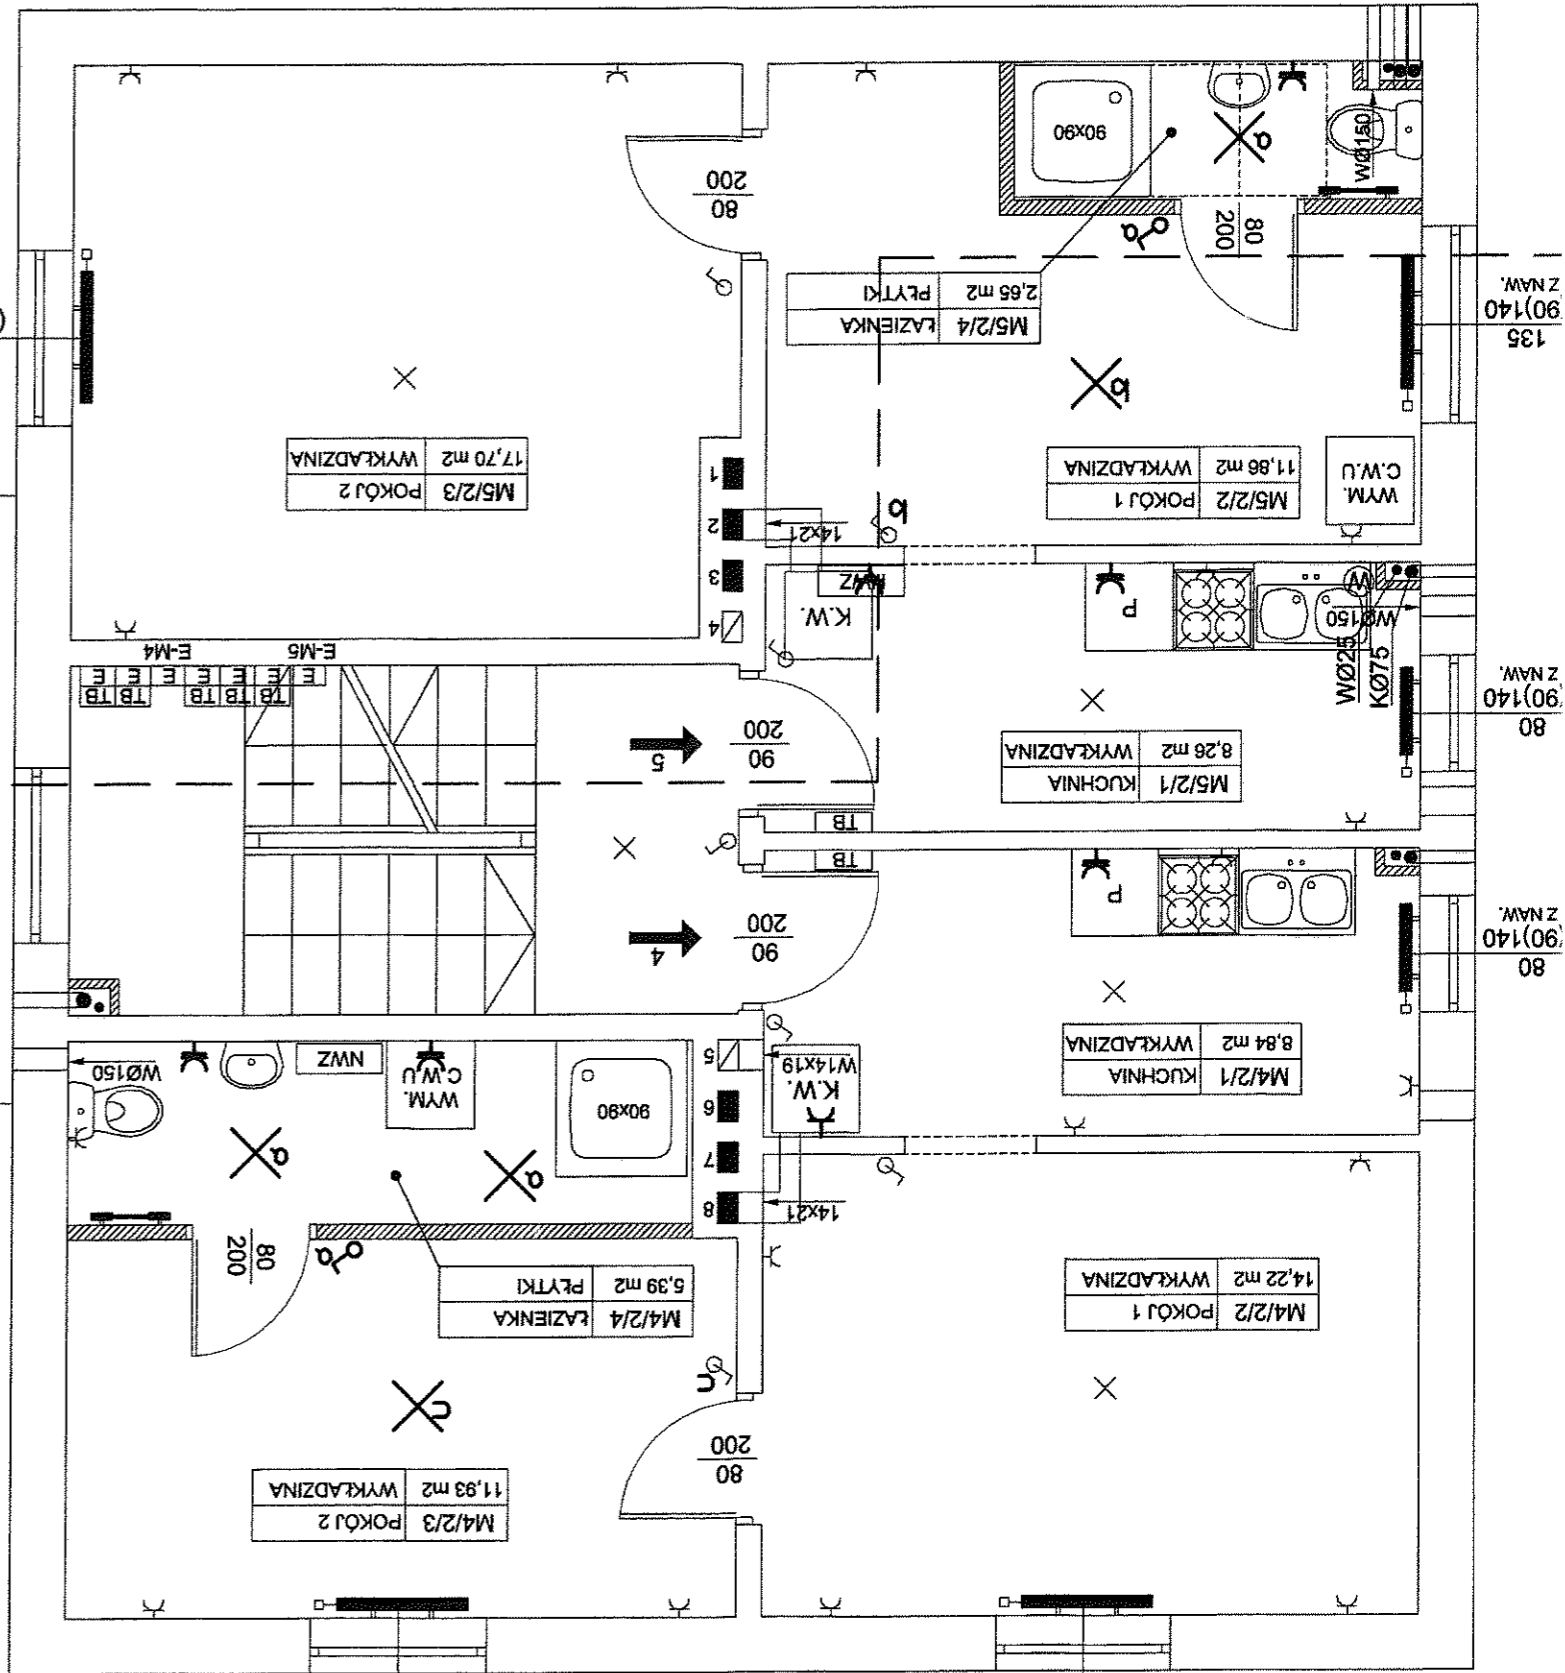 M4/2/3 POKÓJ 2
11,93 m2 WYKŁADZINA
80
200
n
n
M4/2/2 POKÓJ 1
14,22 m2 WYKŁADZINA
M4/2/4 ŁAZIENKA
5,39 m2 PŁYTKI
80
200
a
14x21
8
7
6
5
a
a
90x90
WYM.
C.W.U
NWZ
WØ150
K.W.
W14x19
M4/2/1 KUCHNIA
8,84 m2 WYKŁADZINA
80
90)140
Z NAW.
90
200
4
P
TB
TB
90
200
5
M5/2/1 KUCHNIA
8,26 m2 WYKŁADZINA
80
90)140
Z NAW.
WØ25
KØ75
WØ150
W
P
K.W.
NWZ
TB TB TB TB TB
E E E E E E E
E-M5
E-M4
4
3
2
1
14x21
b
WYM.
C.W.U
M5/2/2 POKÓJ 1
11,86 m2 WYKŁADZINA
M5/2/3 POKÓJ 2
17,70 m2 WYKŁADZINA
b
135
90)140
Z NAW.
M5/2/4 ŁAZIENKA
2,65 m2 PŁYTKI
80
200
a
80
200
a
WØ150
90x90